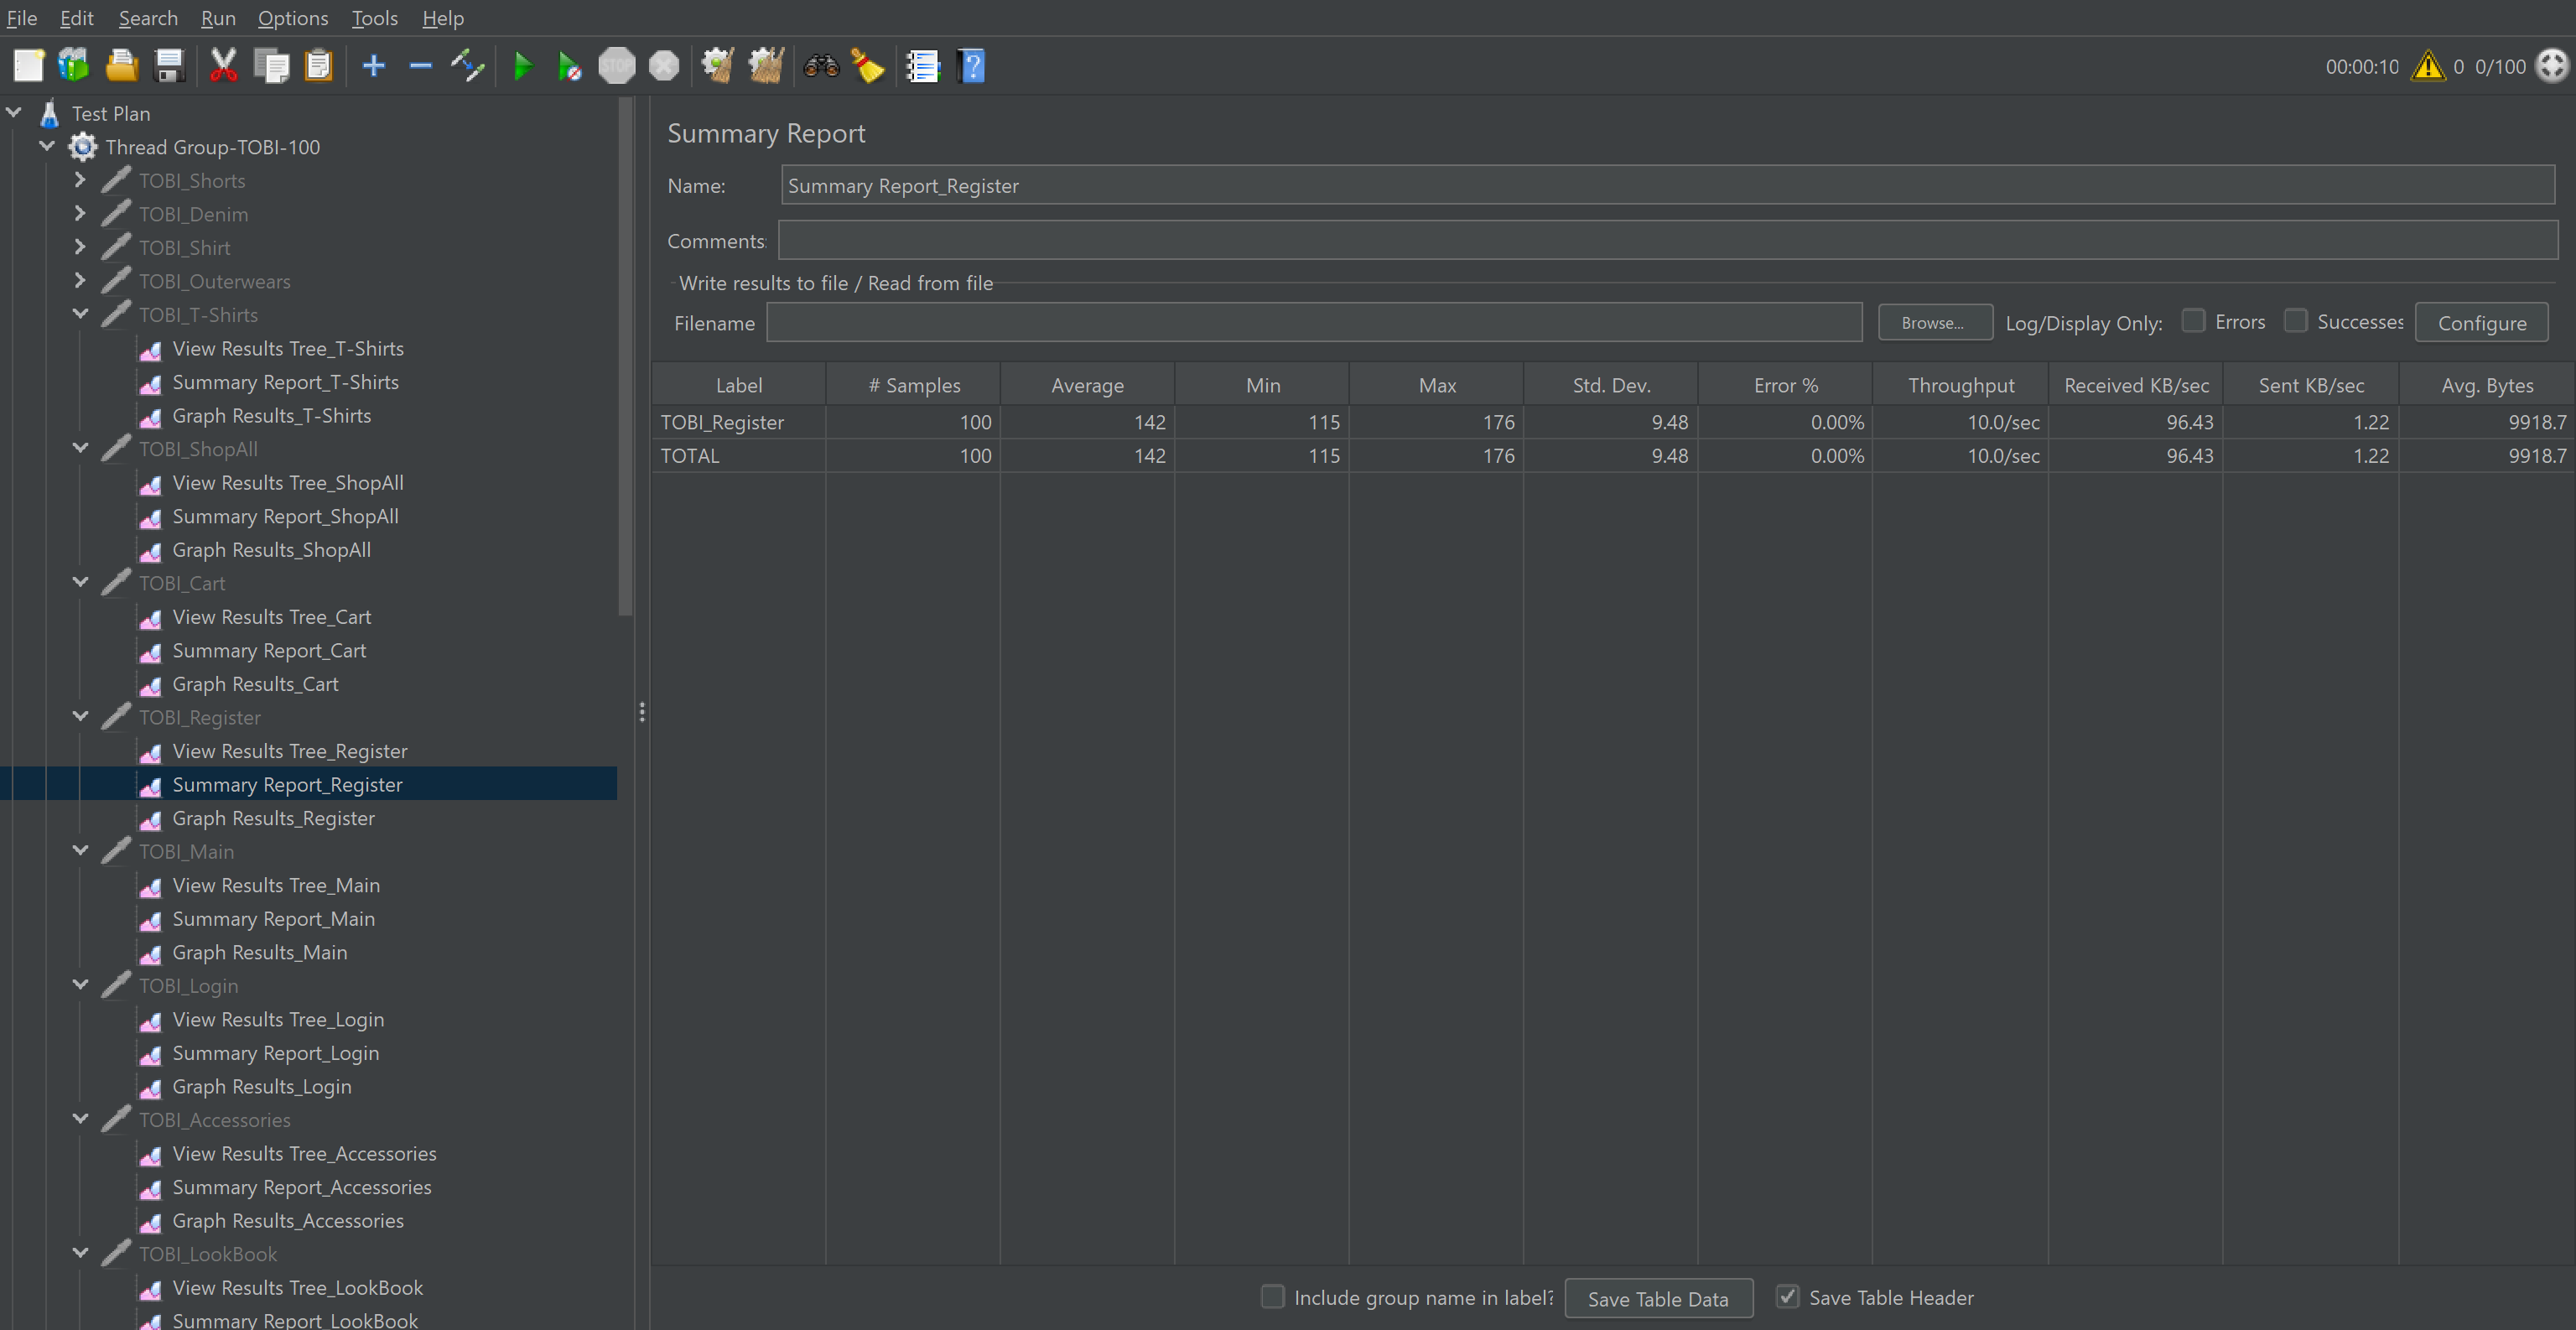 File Edit Search Run Options Tools Help
STOP
00:00:10 0 0/100
Test Plan
Thread Group-TOBI-100
TOBI_Shorts
TOBI_Denim
TOBI_Shirt
TOBI_Outerwears
TOBI_T-Shirts
View Results Tree_T-Shirts
Summary Report_T-Shirts
Graph Results_T-Shirts
TOBI_ShopAll
View Results Tree_ShopAll
Summary Report_ShopAll
Graph Results_ShopAll
TOBI_Cart
View Results Tree_Cart
Summary Report_Cart
Graph Results_Cart
TOBI_Register
View Results Tree_Register
Summary Report_Register
Graph Results_Register
TOBI_Main
View Results Tree_Main
Summary Report_Main
Graph Results_Main
TOBI_Login
View Results Tree_Login
Summary Report_Login
Graph Results_Login
TOBI_Accessories
View Results Tree_Accessories
Summary Report_Accessories
Graph Results_Accessories
TOBI_LookBook
View Results Tree_LookBook
Summary Report_LookBook
Summary Report
Name: Summary Report_Register
Comments:
Write results to file / Read from file
Filename Browse... Log/Display Only: Errors Successes Configure
Label # Samples Average Min Max Std. Dev. Error % Throughput Received KB/sec Sent KB/sec Avg. Bytes
TOBI_Register 100 142 115 176 9.48 0.00% 10.0/sec 96.43 1.22 9918.7
TOTAL 100 142 115 176 9.48 0.00% 10.0/sec 96.43 1.22 9918.7
Include group name in label? Save Table Data Save Table Header